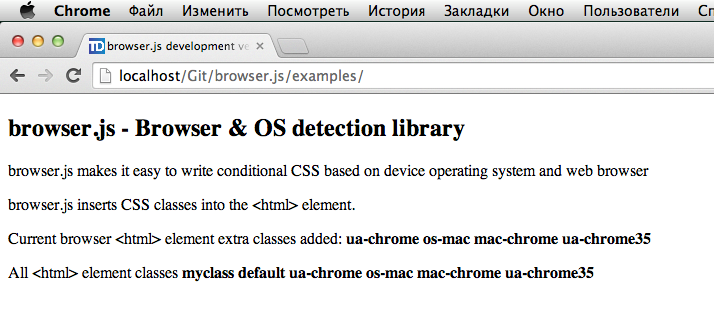 Chrome Файл Изменить Посмотреть История Закладки Окно Пользователи
TD browser.js development ve
localhost/Git/browser.js/examples/
browser.js - Browser & OS detection library
browser.js makes it easy to write conditional CSS based on device operating system and web browser
browser.js inserts CSS classes into the <html> element.
Current browser <html> element extra classes added: ua-chrome os-mac mac-chrome ua-chrome35
All <html> element classes myclass default ua-chrome os-mac mac-chrome ua-chrome35